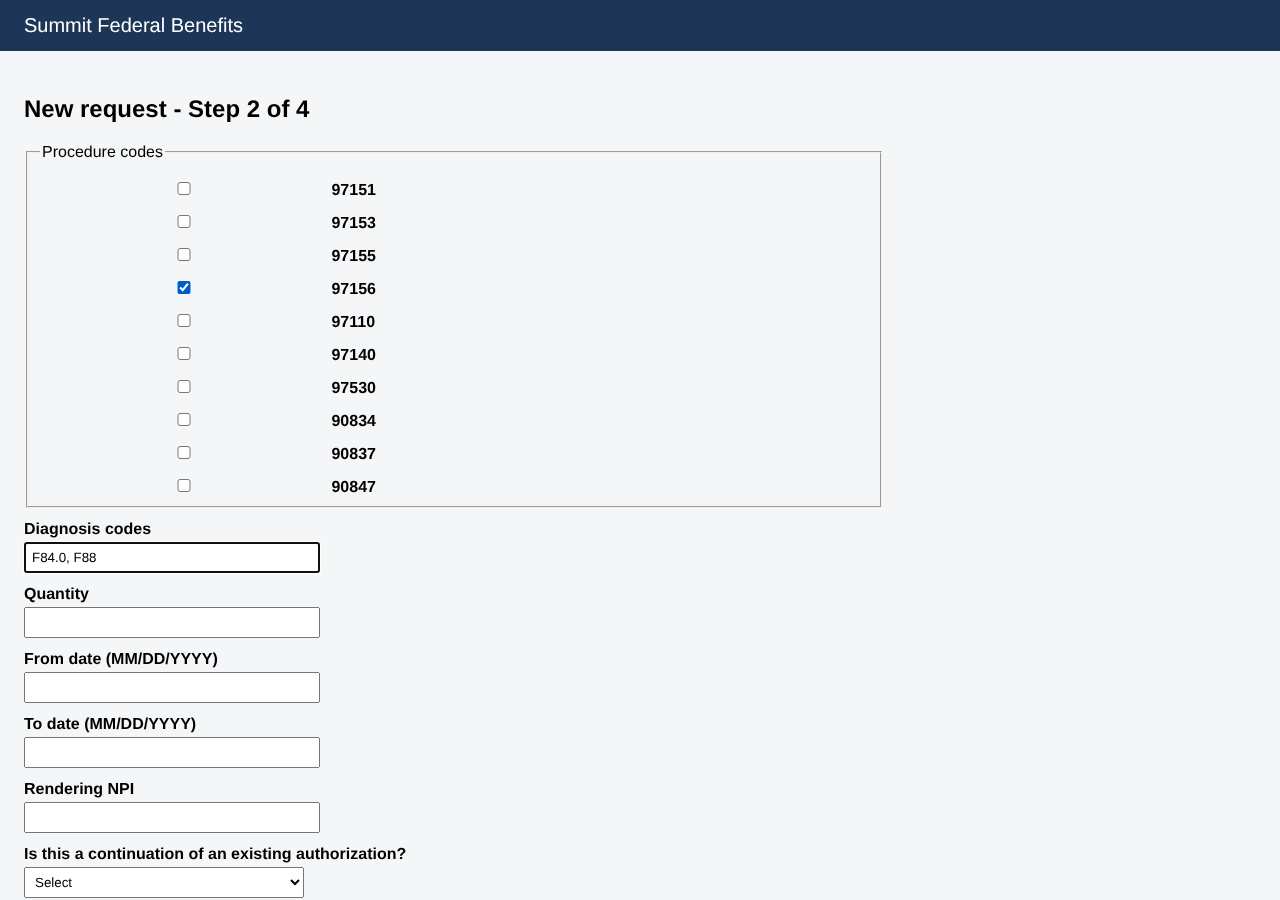 Summit Federal Benefits
New request - Step 2 of 4
Procedure codes
97151
97153
97155
97156
97110
97140
97530
90834
90837
90847
Diagnosis codes
F84.0, F88
Quantity
From date (MM/DD/YYYY)
To date (MM/DD/YYYY)
Rendering NPI
Is this a continuation of an existing authorization?
Select